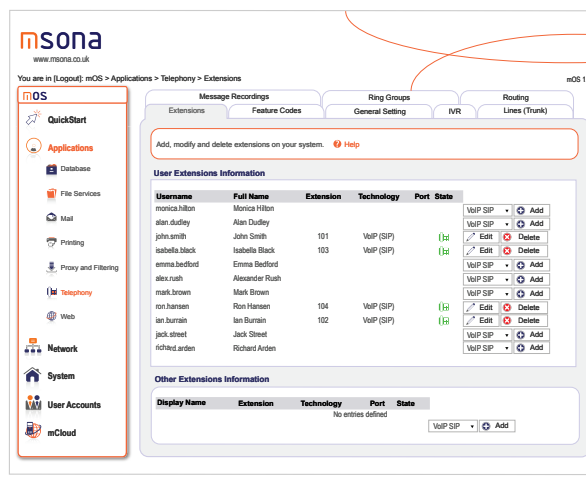 msona
www.msona.co.uk
You are in [Logout]: mOS > Applications > Telephony > Extensions
mOS 1
mos
QuickStart
Applications
Database
File Services
Mail
Printing
Proxy and Filtering
Telephony
Web
Network
System
User Accounts
mCloud
Message Recordings Ring Groups Routing
Extensions Feature Codes General Setting IVR Lines (Trunk)
Add, modify and delete extensions on your system. ? Help
User Extensions Information
Username Full Name Extension Technology Port State
monica.hilton Monica Hilton VoIP SIP Add
alan.dudley Alan Dudley VoIP SIP Add
john.smith John Smith 101 VoIP (SIP) Edit Delete
isabella.black Isabella Black 103 VoIP (SIP) Edit Delete
emma.bedford Emma Bedford VoIP SIP Add
alex.rush Alexander Rush VoIP SIP Add
mark.brown Mark Brown VoIP SIP Add
ron.hansen Ron Hansen 104 VoIP (SIP) Edit Delete
ian.burrain Ian Burrain 102 VoIP (SIP) Edit Delete
jack.street Jack Street VoIP SIP Add
richard.arden Richard Arden VoIP SIP Add
Other Extensions Information
Display Name Extension Technology Port State
No entries defined
VoIP SIP Add